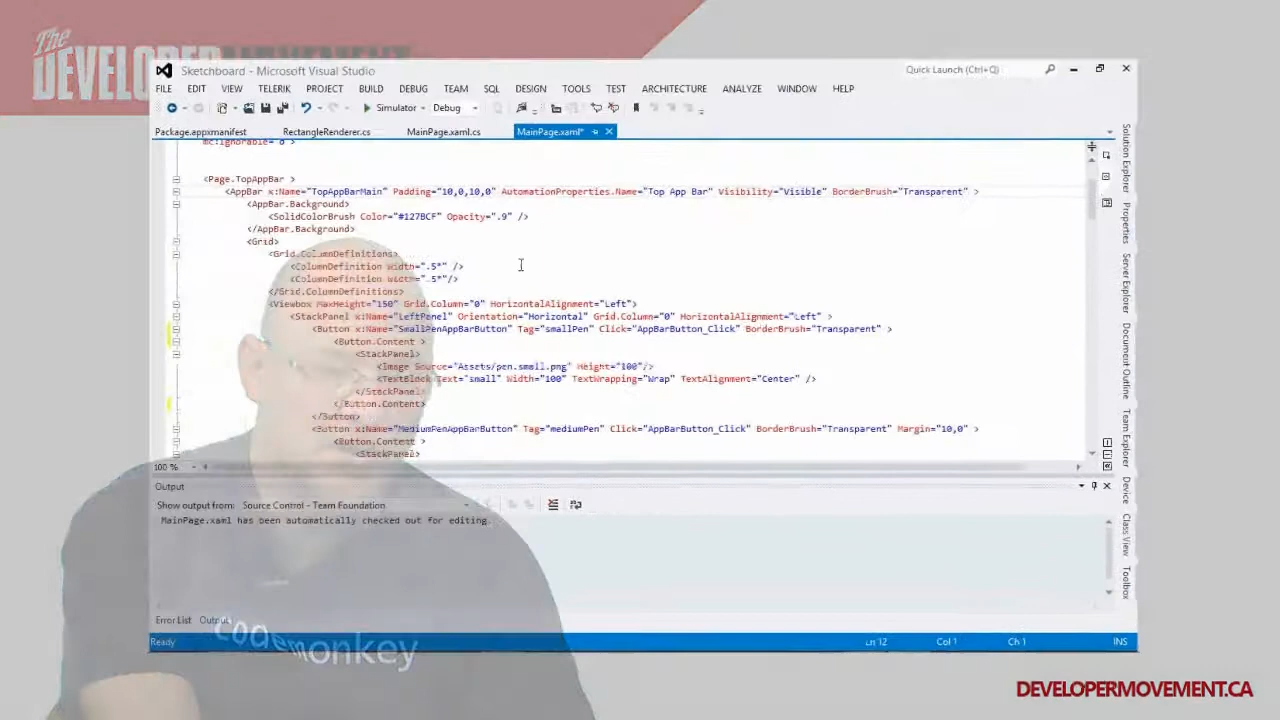 The
DEVELOPER MOVEMENT
Sketchboard - Microsoft Visual Studio
Quick Launch (Ctrl+Q)
FILE EDIT VIEW TELERIK PROJECT BUILD DEBUG TEAM SQL DESIGN TOOLS TEST ARCHITECTURE ANALYZE WINDOW HELP
Simulator Debug
Package.appxmanifest RectangleRenderer.cs MainPage.xaml.cs MainPage.xaml*
mc:Ignorable="d">
<Page.TopAppBar >
<AppBar x:Name="TopAppBarMain" Padding="10,0,10,0" AutomationProperties.Name="Top App Bar" Visibility="Visible" BorderBrush="Transparent" >
<AppBar.Background>
<SolidColorBrush Color="#127BCF" Opacity=".9" />
</AppBar.Background>
<Grid>
<Grid.ColumnDefinitions>
<ColumnDefinition Width=".5*" />
<ColumnDefinition Width=".5*"/>
</Grid.ColumnDefinitions>
<Viewbox MaxHeight="150" Grid.Column="0" HorizontalAlignment="Left">
<StackPanel x:Name="LeftPanel" Orientation="Horizontal" Grid.Column="0" HorizontalAlignment="Left" >
<Button x:Name="SmallPenAppBarButton" Tag="smallPen" Click="AppBarButton_Click" BorderBrush="Transparent" >
<Button.Content >
<StackPanel>
<Image Source="Assets/pen.small.png" Height="100"/>
<TextBlock Text="small" Width="100" TextWrapping="Wrap" TextAlignment="Center" />
</StackPanel>
</Button.Content>
</Button>
<Button x:Name="MediumPenAppBarButton" Tag="mediumPen" Click="AppBarButton_Click" BorderBrush="Transparent" Margin="10,0" >
<Button.Content >
<StackPanel>
100 %
Output
Show output from: Source Control - Team Foundation
MainPage.xaml has been automatically checked out for editing.
Error List Output
Ready Ln 12 Col 1 Ch 1 INS
Solution Explorer
Properties
Server Explorer
Document Outline
Team Explorer
Device
Class View
Toolbox
codemonkey
DEVELOPERMOVEMENT.CA